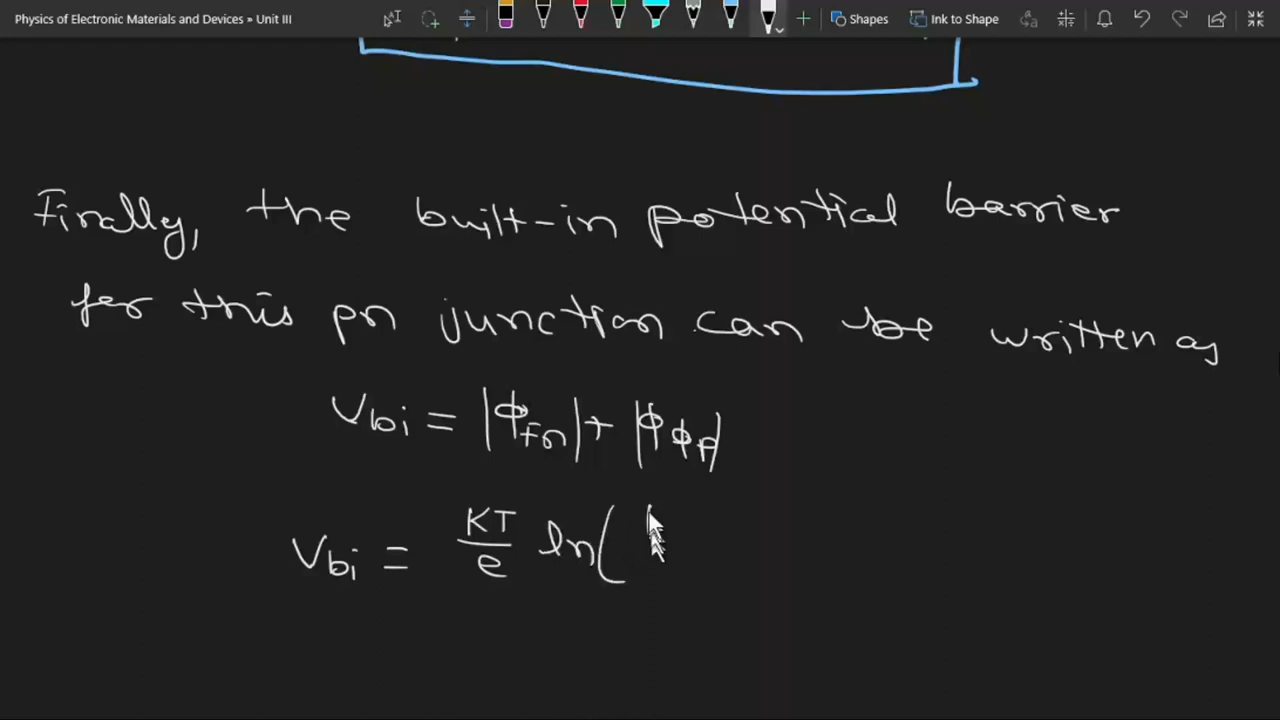 Physics of Electronic Materials and Devices » Unit III
Shapes
Ink to Shape
Finally, the built-in potential barrier
for this pn junction can be written as
Vbi = |ΦFn| + |ΦΦP|
Vbi = KT/e ln(